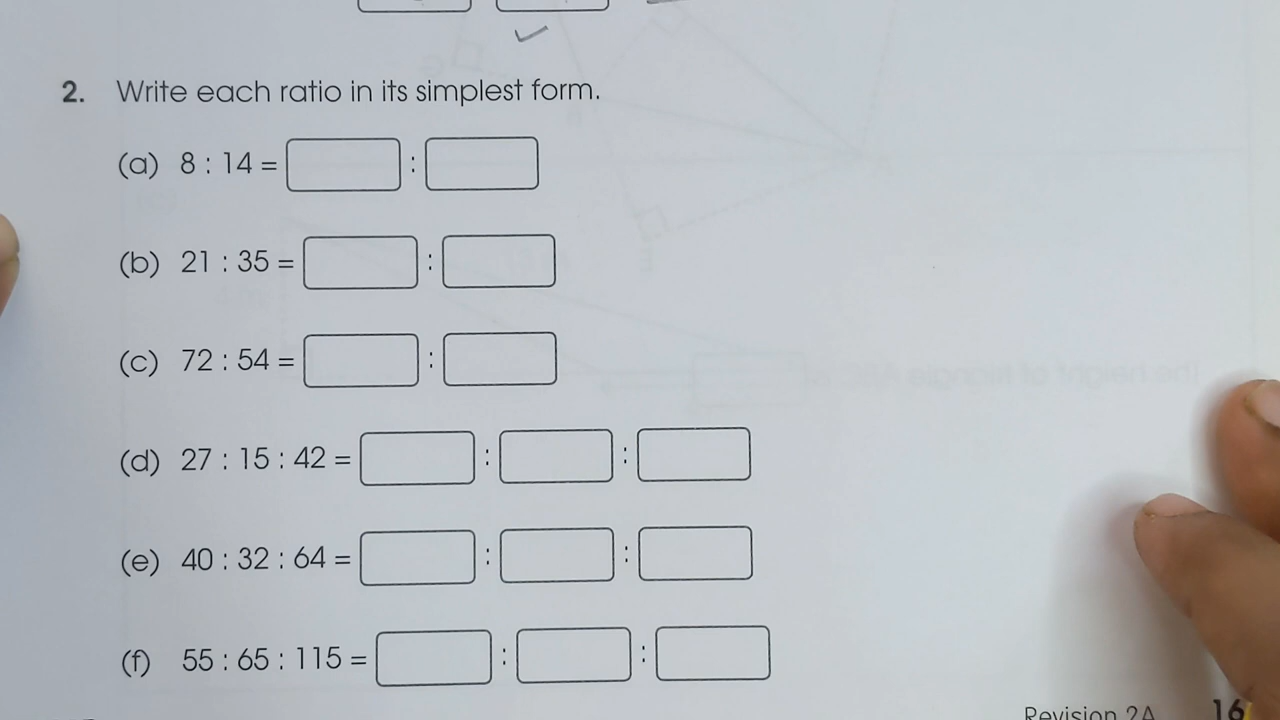 2. Write each ratio in its simplest form.
(a) 8 : 14 = :
(b) 21 : 35 = :
(c) 72 : 54 = :
(d) 27 : 15 : 42 = : :
(e) 40 : 32 : 64 = : :
(f) 55 : 65 : 115 = : :
Revision 2A